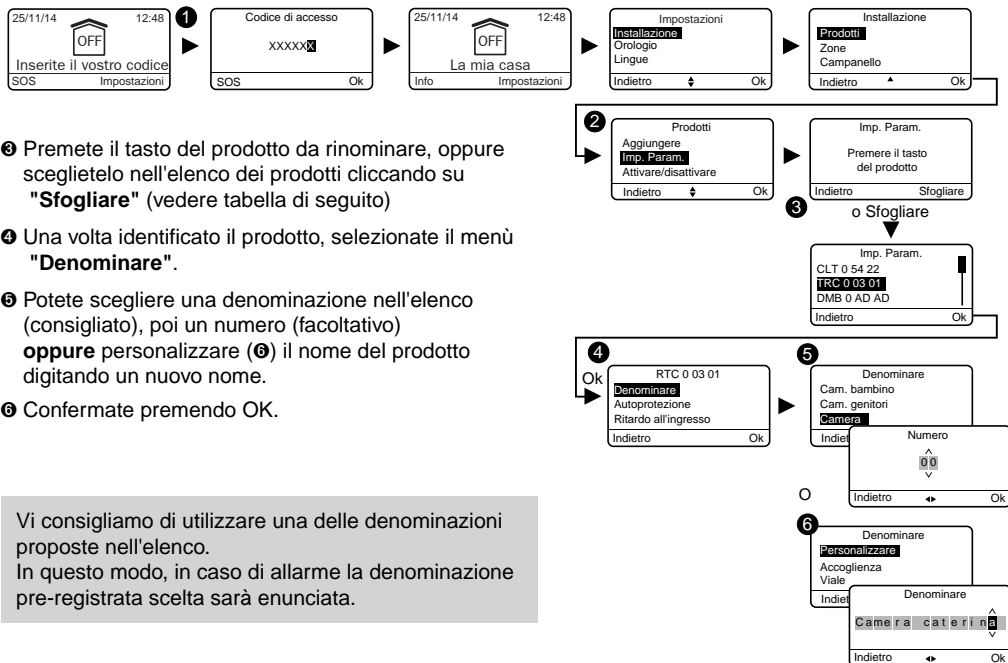 25/11/14 12:48
OFF
Inserite il vostro codice
SOS Impostazioni
❶
Codice di accesso
XXXXXX
SOS Ok
25/11/14 12:48
OFF
La mia casa
Info Impostazioni
Impostazioni
Installazione
Orologio
Lingue
Indietro Ok
Installazione
Prodotti
Zone
Campanello
Indietro Ok
❷
Prodotti
Aggiungere
Imp. Param.
Attivare/disattivare
Indietro Ok
Imp. Param.
Premere il tasto
del prodotto
Indietro Sfogliare
❸
o Sfogliare
Imp. Param.
CLT 0 54 22
TRC 0 03 01
DMB 0 AD AD
Indietro Ok
❸ Premete il tasto del prodotto da rinominare, oppure
sceglietelo nell'elenco dei prodotti cliccando su
"Sfogliare" (vedere tabella di seguito)
❹ Una volta identificato il prodotto, selezionate il menù
"Denominare".
❺ Potete scegliere una denominazione nell'elenco
(consigliato), poi un numero (facoltativo)
oppure personalizzare (❻) il nome del prodotto
digitando un nuovo nome.
❻ Confermate premendo OK.
❹
Ok
RTC 0 03 01
Denominare
Autoprotezione
Ritardo all'ingresso
Indietro Ok
❺
Denominare
Cam. bambino
Cam. genitori
Camera
Indiet
Numero
00
Indietro Ok
O
❻
Denominare
Personalizzare
Accoglienza
Viale
Indiet
Denominare
Camera caterina
Indietro Ok
Vi consigliamo di utilizzare una delle denominazioni
proposte nell'elenco.
In questo modo, in caso di allarme la denominazione
pre-registrata scelta sarà enunciata.